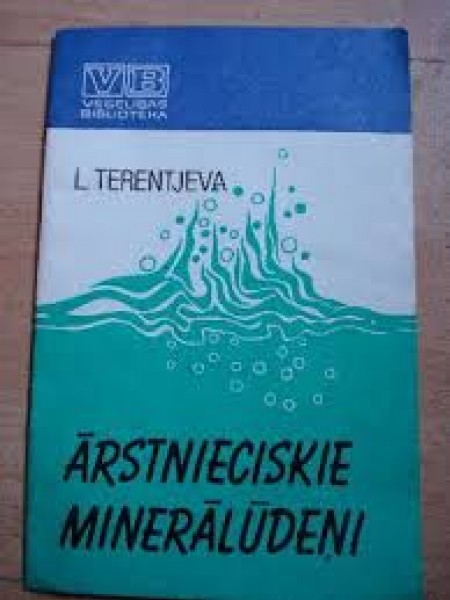 VB
VESELĪBAS
BIBLIOTĒKA
L. TERENTJEVA
ĀRSTNIECISKIE
MINERĀLŪDEŅI